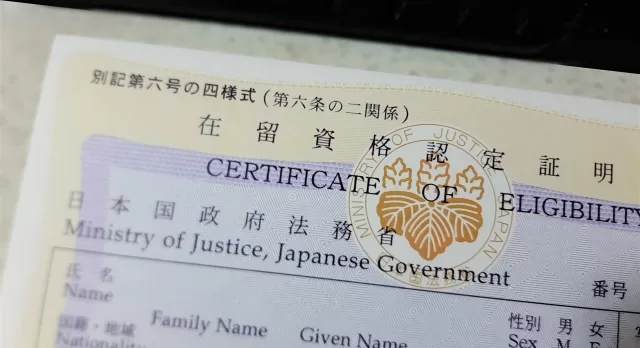 別記第六号の四様式(第六条の二関係)
在留資格認定証明
CERTIFICATE OF ELIGIBILITY
日本国政府法務省
Ministry of Justice, Japanese Government
MINISTRY OF JUSTICE JAPAN
番号
氏名
Name
Family Name Given Name
性別 男 女
Sex M F
国籍・地域
Nationality